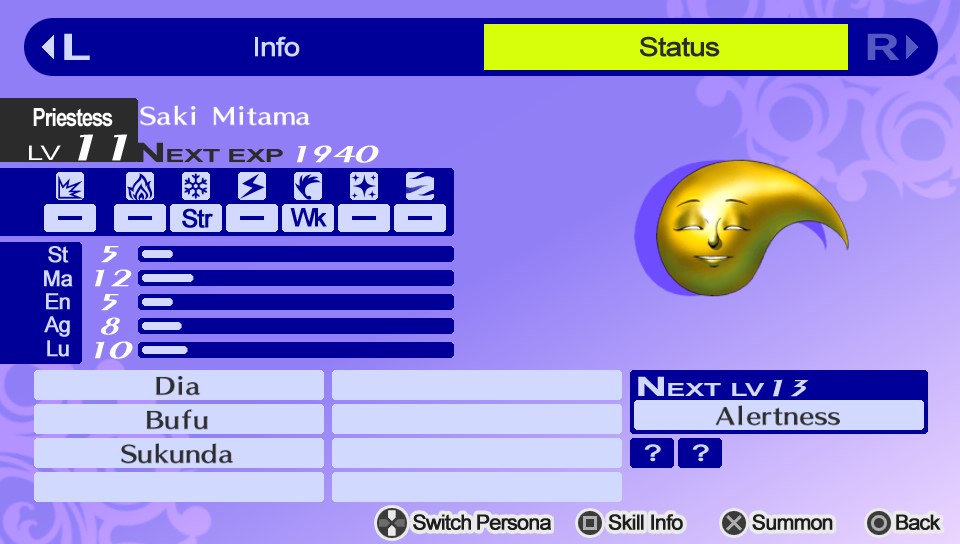 L Info Status R
Priestess Saki Mitama
LV 11 NEXT EXP 1940
— — Str — Wk — —
St 5
Ma 12
En 5
Ag 8
Lu 10
Dia
Bufu
Sukunda
NEXT LV 13
Alertness
? ?
Switch Persona Skill Info Summon Back